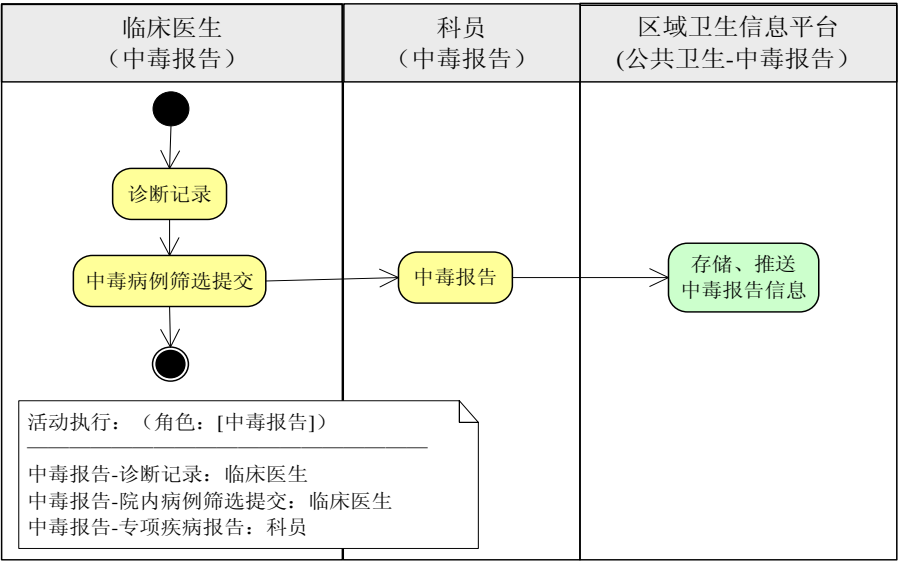 临床医生
（中毒报告）
科员
（中毒报告）
区域卫生信息平台
(公共卫生-中毒报告）
诊断记录
中毒病例筛选提交
中毒报告
存储、推送
中毒报告信息
活动执行：（角色：[中毒报告]）
中毒报告-诊断记录：临床医生
中毒报告-院内病例筛选提交：临床医生
中毒报告-专项疾病报告：科员